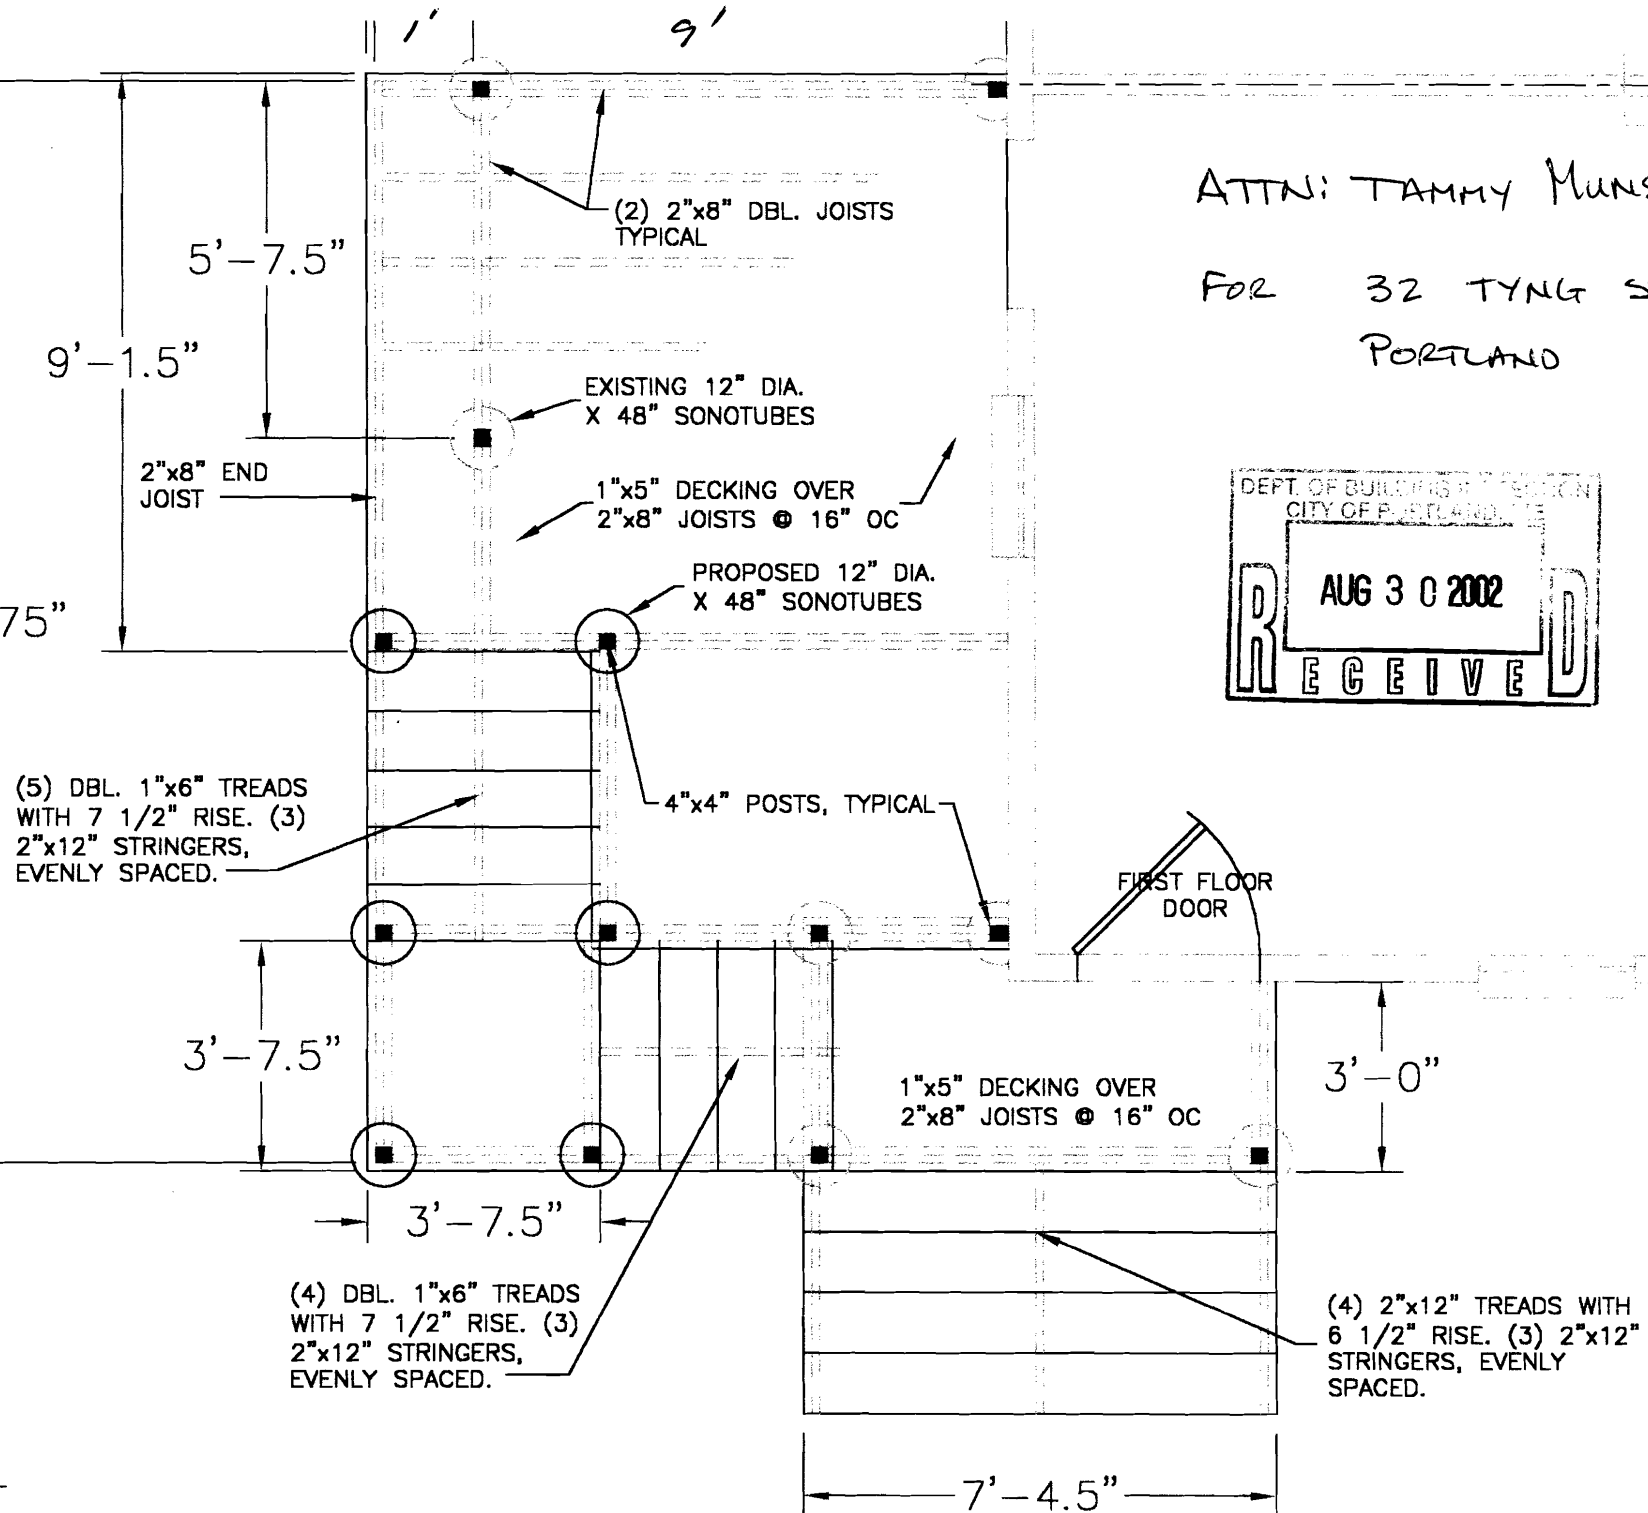 1' 9'
ATTN: TAMMY MUNS
FOR 32 TYNG S
PORTLAND
(2) 2"x8" DBL. JOISTS
TYPICAL
5'-7.5"
9'-1.5"
EXISTING 12" DIA.
X 48" SONOTUBES
2"x8" END
JOIST
1"x5" DECKING OVER
2"x8" JOISTS @ 16" OC
DEPT. OF BUILDING
CITY OF PORTLAND, ME
AUG 30 2002
RECEIVED
PROPOSED 12" DIA.
X 48" SONOTUBES
75"
(5) DBL. 1"x6" TREADS
WITH 7 1/2" RISE. (3)
2"x12" STRINGERS,
EVENLY SPACED.
4"x4" POSTS, TYPICAL
FIRST FLOOR
DOOR
3'-7.5"
1"x5" DECKING OVER
2"x8" JOISTS @ 16" OC
3'-0"
3'-7.5"
(4) DBL. 1"x6" TREADS
WITH 7 1/2" RISE. (3)
2"x12" STRINGERS,
EVENLY SPACED.
(4) 2"x12" TREADS WITH
6 1/2" RISE. (3) 2"x12"
STRINGERS, EVENLY
SPACED.
7'-4.5"